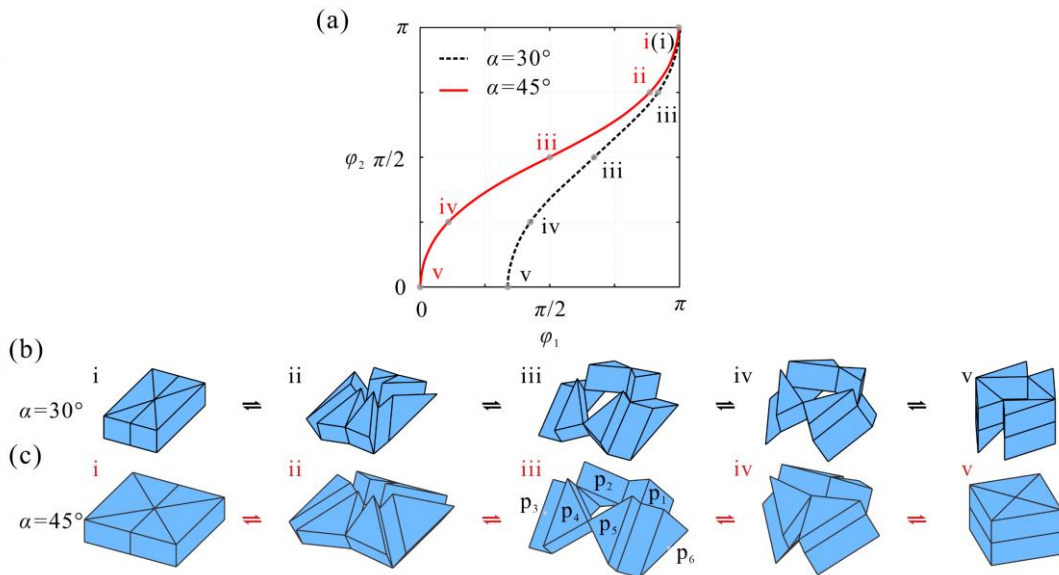 (a)
π
i(i)
α=30°
α=45°
ii
iii
iii
φ₂ π/2
iii
iv
iv
v
v
0
0
π/2
π
φ₁
(b)
i
ii
iii
iv
v
α=30°
⇌
⇌
⇌
⇌
(c)
i
ii
iii
iv
v
p₂
p₁
p₃
p₄
p₅
p₆
α=45°
⇌
⇌
⇌
⇌